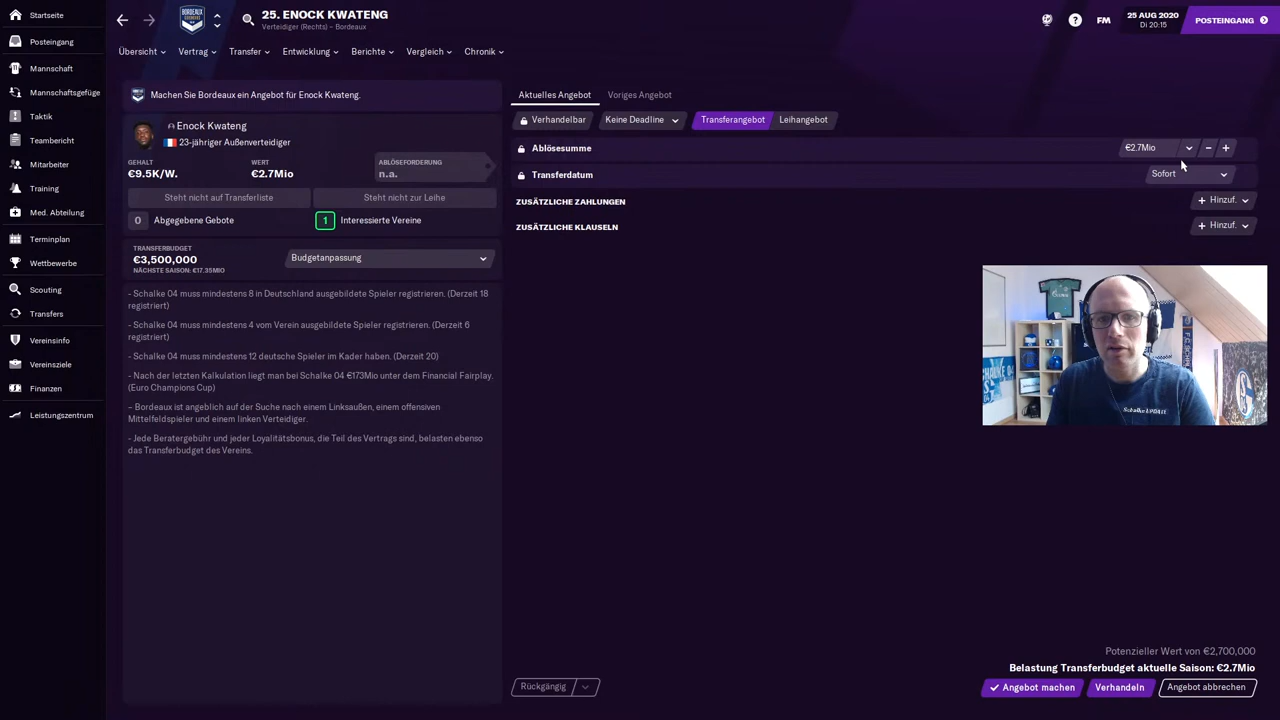 Startseite
Posteingang
Mannschaft
Mannschaftsgefüge
Taktik
Teambericht
Mitarbeiter
Training
Med. Abteilung
Terminplan
Wettbewerbe
Scouting
Transfers
Vereinsinfo
Vereinsziele
Finanzen
Leistungszentrum
25. ENOCK KWATENG
Verteidiger (Rechts) – Bordeaux
FM
25 AUG 2020
Di 20:15
POSTEINGANG
Übersicht
Vertrag
Transfer
Entwicklung
Berichte
Vergleich
Chronik
Machen Sie Bordeaux ein Angebot für Enock Kwateng.
Enock Kwateng
23-jähriger Außenverteidiger
GEHALT
€9.5K/W.
WERT
€2.7Mio
ABLÖSEFORDERUNG
n.a.
Steht nicht auf Transferliste
Steht nicht zur Leihe
0 Abgegebene Gebote
1 Interessierte Vereine
TRANSFERBUDGET
€3,500,000
NÄCHSTE SAISON: €17.35MIO
Budgetanpassung
- Schalke 04 muss mindestens 8 in Deutschland ausgebildete Spieler registrieren. (Derzeit 18
registriert)
- Schalke 04 muss mindestens 4 vom Verein ausgebildete Spieler registrieren. (Derzeit 6
registriert)
- Schalke 04 muss mindestens 12 deutsche Spieler im Kader haben. (Derzeit 20)
- Nach der letzten Kalkulation liegt man bei Schalke 04 €173Mio unter dem Financial Fairplay.
(Euro Champions Cup)
- Bordeaux ist angeblich auf der Suche nach einem Linksaußen, einem offensiven
Mittelfeldspieler und einem linken Verteidiger.
- Jede Beratergebühr und jeder Loyalitätsbonus, die Teil des Vertrags sind, belasten ebenso
das Transferbudget des Vereins.
Aktuelles Angebot
Voriges Angebot
Verhandelbar
Keine Deadline
Transferangebot
Leihangebot
Ablösesumme
€2.7Mio
Transferdatum
Sofort
ZUSÄTZLICHE ZAHLUNGEN
Hinzuf.
ZUSÄTZLICHE KLAUSELN
Hinzuf.
Schalke UPDATE
Potenzieller Wert von €2,700,000
Belastung Transferbudget aktuelle Saison: €2.7Mio
Rückgängig
Angebot machen
Verhandeln
Angebot abbrechen